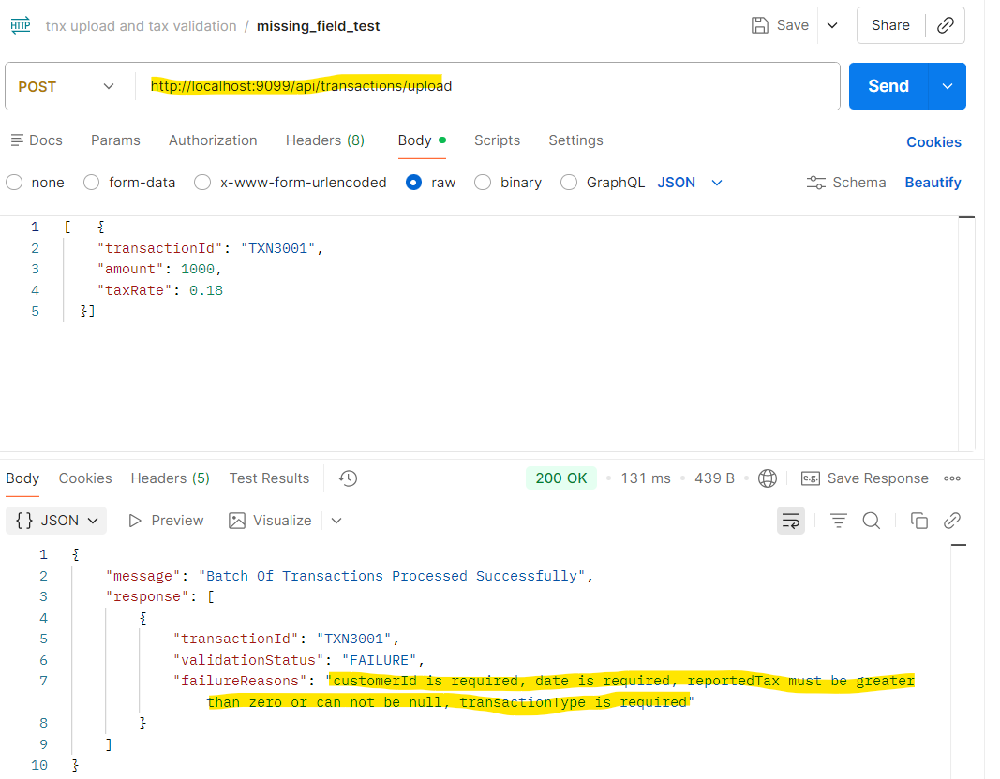 HTTP tnx upload and tax validation / missing_field_test Save Share
POST http://localhost:9099/api/transactions/upload Send
Docs Params Authorization Headers (8) Body Scripts Settings Cookies
none form-data x-www-form-urlencoded raw binary GraphQL JSON Schema Beautify
1 [ {
2 "transactionId": "TXN3001",
3 "amount": 1000,
4 "taxRate": 0.18
5 }]
Body Cookies Headers (5) Test Results 200 OK • 131 ms • 439 B • e.g. Save Response
{} JSON Preview Visualize
1 {
2 "message": "Batch Of Transactions Processed Successfully",
3 "response": [
4 {
5 "transactionId": "TXN3001",
6 "validationStatus": "FAILURE",
7 "failureReasons": "customerId is required, date is required, reportedTax must be greater
than zero or can not be null, transactionType is required"
8 }
9 ]
10 }